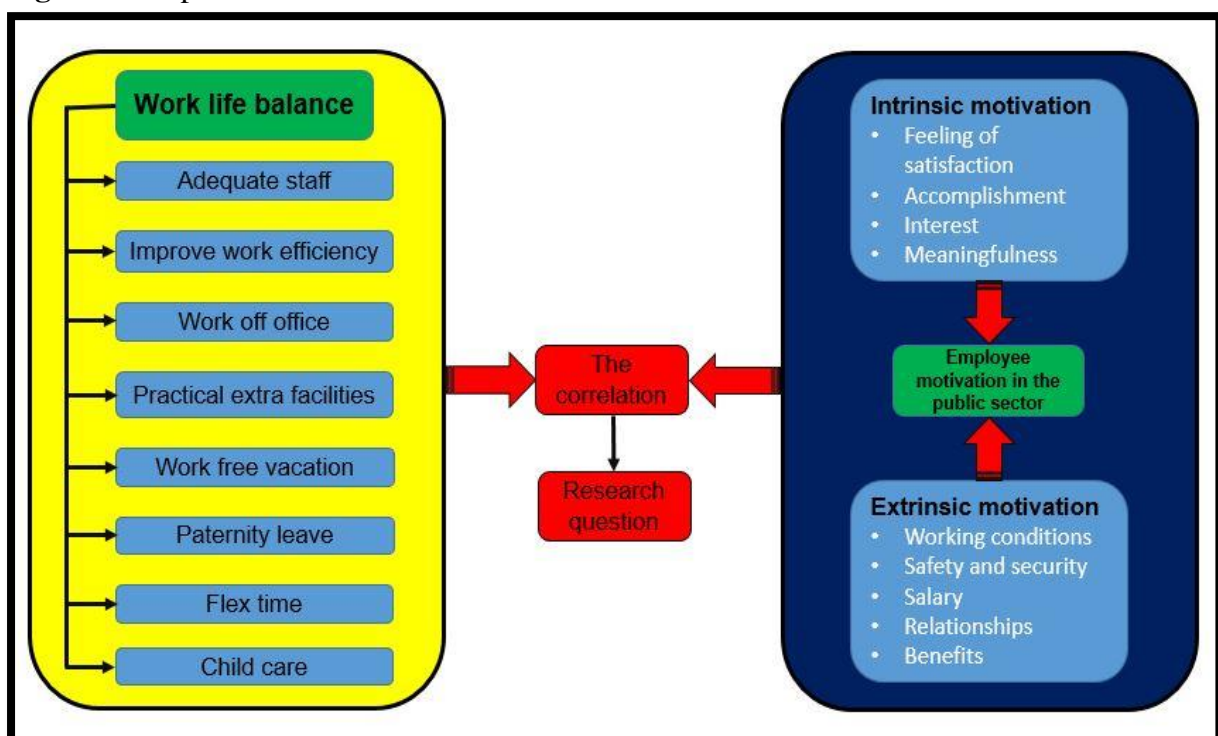 Work life balance
Adequate staff
Improve work efficiency
Work off office
Practical extra facilities
Work free vacation
Paternity leave
Flex time
Child care
The
correlation
Research
question
Intrinsic motivation
• Feeling of
satisfaction
• Accomplishment
• Interest
• Meaningfulness
Employee
motivation in the
public sector
Extrinsic motivation
• Working conditions
• Safety and security
• Salary
• Relationships
• Benefits